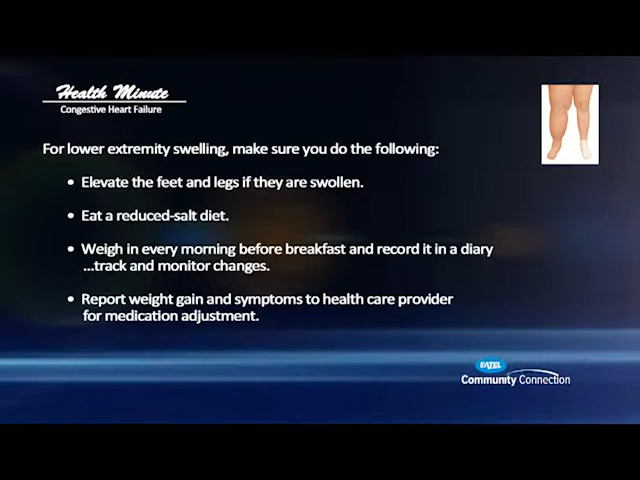 Health Minute
Congestive Heart Failure
For lower extremity swelling, make sure you do the following:
• Elevate the feet and legs if they are swollen.
• Eat a reduced-salt diet.
• Weigh in every morning before breakfast and record it in a diary
...track and monitor changes.
• Report weight gain and symptoms to health care provider
for medication adjustment.
EATEL
Community Connection